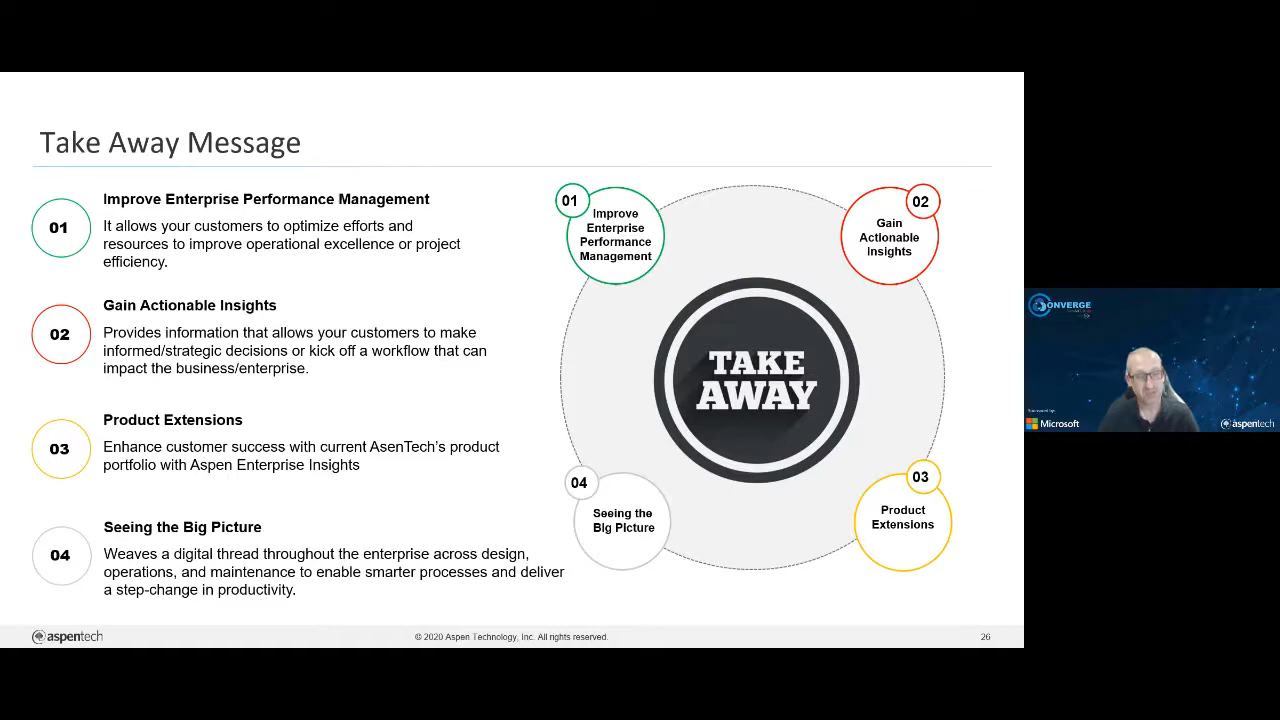 Take Away Message
01
Improve Enterprise Performance Management
It allows your customers to optimize efforts and
resources to improve operational excellence or project
efficiency.
02
Gain Actionable Insights
Provides information that allows your customers to make
informed/strategic decisions or kick off a workflow that can
impact the business/enterprise.
03
Product Extensions
Enhance customer success with current AsenTech’s product
portfolio with Aspen Enterprise Insights
04
Seeing the Big Picture
Weaves a digital thread throughout the enterprise across design,
operations, and maintenance to enable smarter processes and deliver
a step-change in productivity.
01
Improve
Enterprise
Performance
Management
02
Gain
Actionable
Insights
TAKE
AWAY
04
Seeing the
Big Picture
03
Product
Extensions
aspentech
© 2020 Aspen Technology, Inc. All rights reserved.
26
CONVERGE
Sponsored by:
Microsoft
aspentech